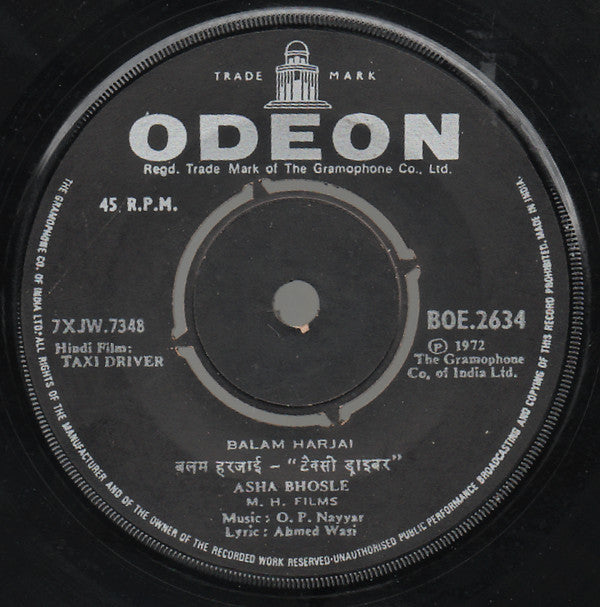 TRADE MARK
ODEON
Regd. Trade Mark of The Gramophone Co., Ltd.
45 R.P.M.
7XJW.7348
Hindi Film:
TAXI DRIVER
BOE.2634
Ⓟ 1972
The Gramophone
Co. of India Ltd.
BALAM HARJAI
बलम हरजाई - "टैक्सी ड्राइवर"
ASHA BHOSLE
M. H. FILMS
Music: O. P. Nayyar
Lyric: Ahmed Wasi
THE GRAMOPHONE CO. OF INDIA LTD. ALL RIGHTS OF THE MANUFACTURER AND OF THE OWNER OF THE RECORDED WORK RESERVED-UNAUTHORISED PUBLIC PERFORMANCE BROADCASTING AND COPYING OF THIS RECORD PROHIBITED. MADE IN INDIA.